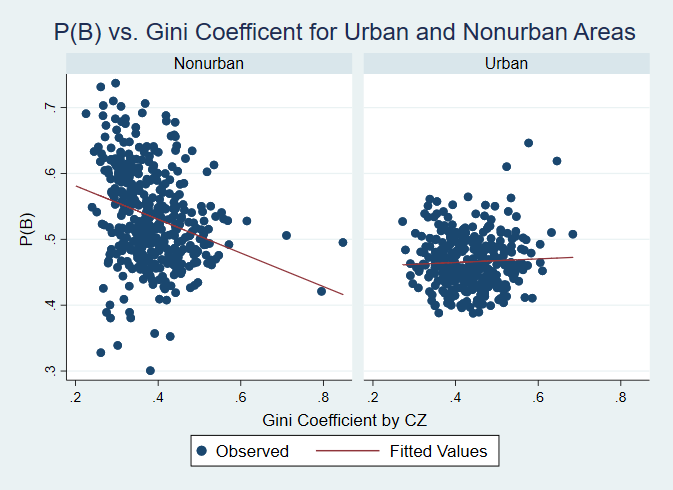 P(B) vs. Gini Coefficent for Urban and Nonurban Areas
Nonurban
Urban
P(B)
.7
.6
.5
.4
.3
.2 .4 .6 .8
.2 .4 .6 .8
Gini Coefficient by CZ
Observed Fitted Values